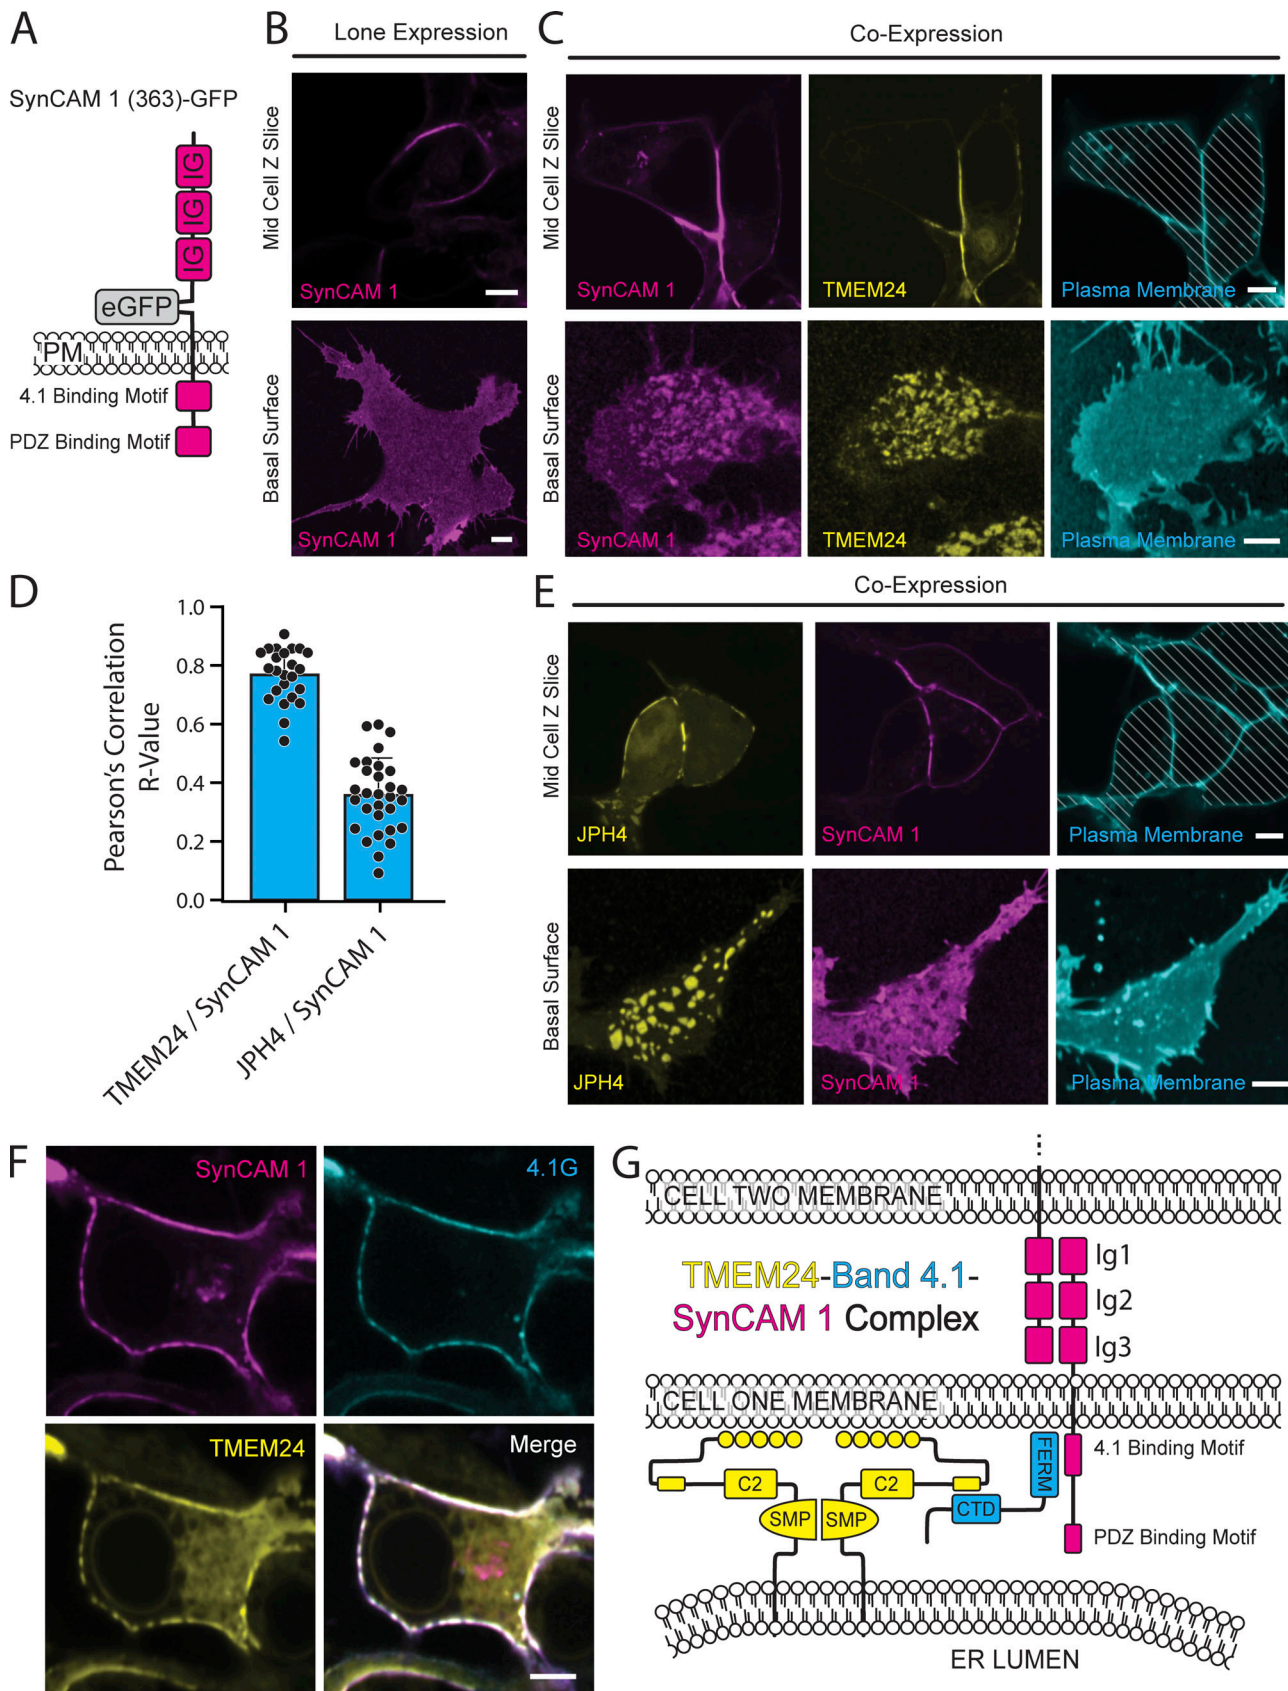 A
SynCAM 1 (363)-GFP
IG
IG
IG
eGFP
PM
4.1 Binding Motif
PDZ Binding Motif
B
Lone Expression
Mid Cell Z Slice
SynCAM 1
Basal Surface
SynCAM 1
C
Co-Expression
Mid Cell Z Slice
SynCAM 1
TMEM24
Plasma Membrane
Basal Surface
SynCAM 1
TMEM24
Plasma Membrane
D
Pearson's Correlation
R-Value
1.0
0.8
0.6
0.4
0.2
0.0
TMEM24 / SynCAM 1
JPH4 / SynCAM 1
E
Co-Expression
Mid Cell Z Slice
JPH4
SynCAM 1
Plasma Membrane
Basal Surface
JPH4
SynCAM 1
Plasma Membrane
F
SynCAM 1
4.1G
TMEM24
Merge
G
CELL TWO MEMBRANE
TMEM24-Band 4.1-
SynCAM 1 Complex
Ig1
Ig2
Ig3
CELL ONE MEMBRANE
C2
C2
SMP
SMP
FERM
CTD
4.1 Binding Motif
PDZ Binding Motif
ER LUMEN